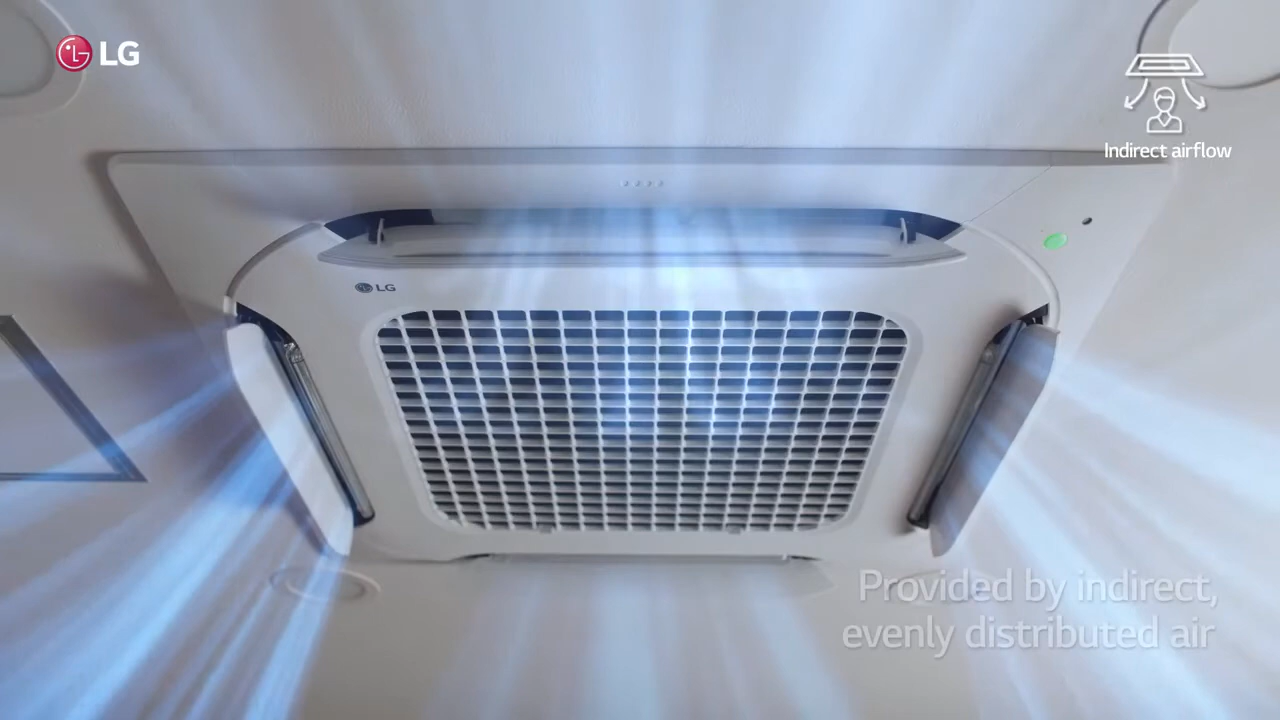 LG
Indirect airflow
LG
Provided by indirect,
evenly distributed air